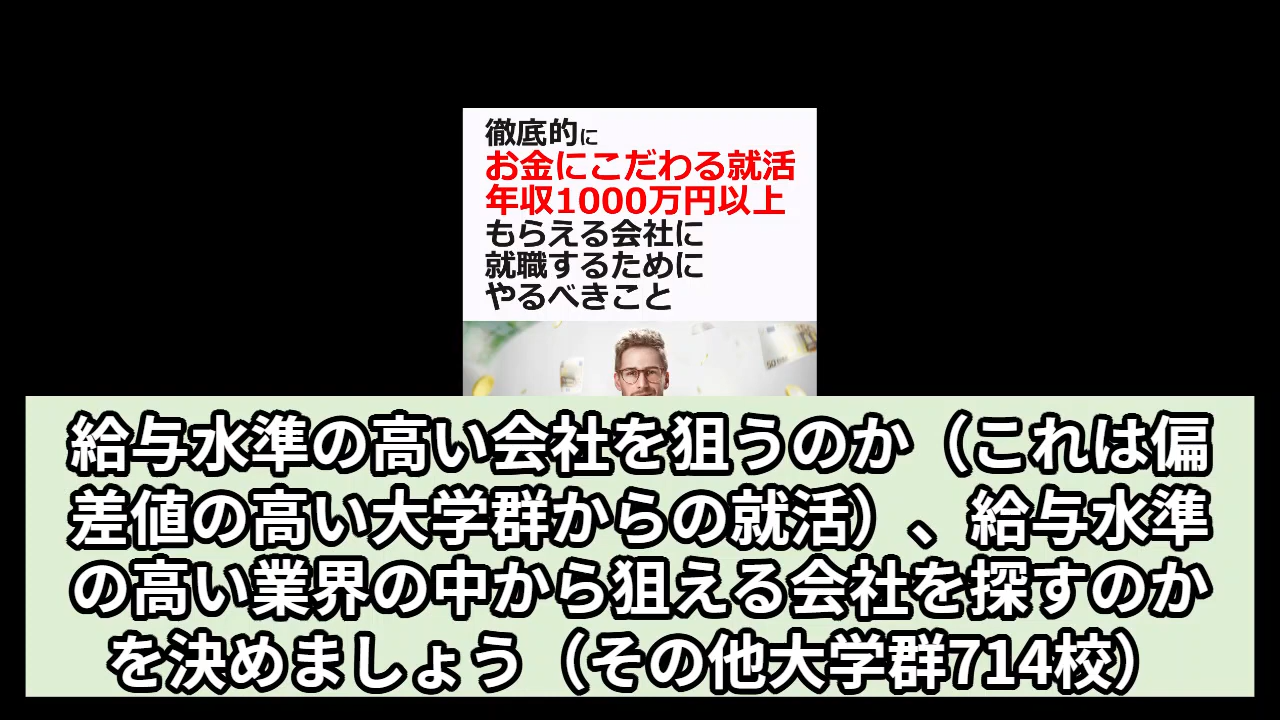 徹底的に
お金にこだわる就活
年収1000万円以上
もらえる会社に
就職するために
やるべきこと
給与水準の高い会社を狙うのか（これは偏
差値の高い大学群からの就活）、給与水準
の高い業界の中から狙える会社を探すのか
を決めましょう（その他大学群714校）